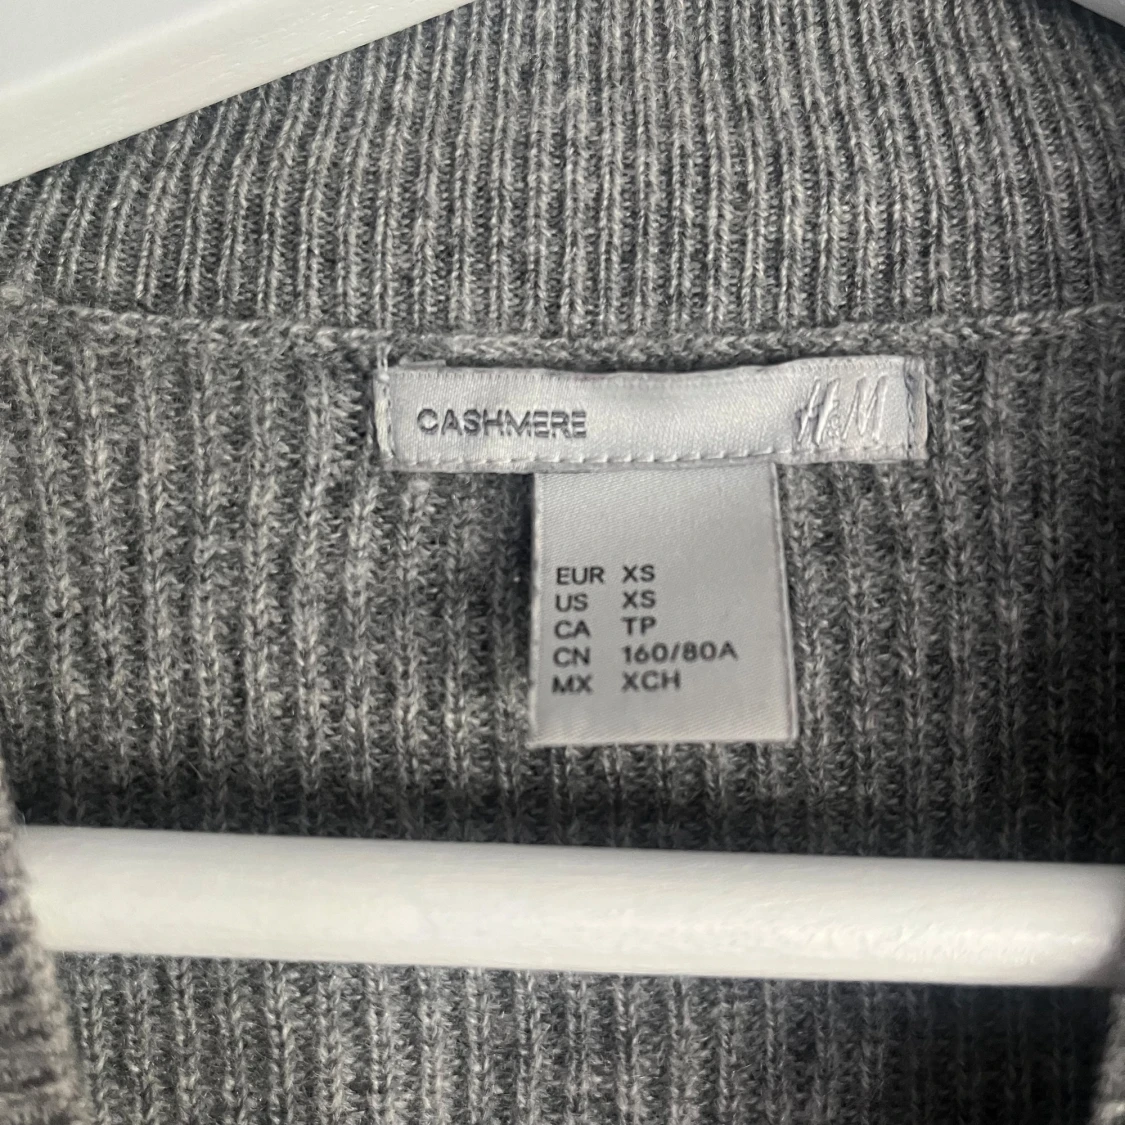 CASHMERE H&M
EUR XS
US XS
CA TP
CN 160/80A
MX XCH